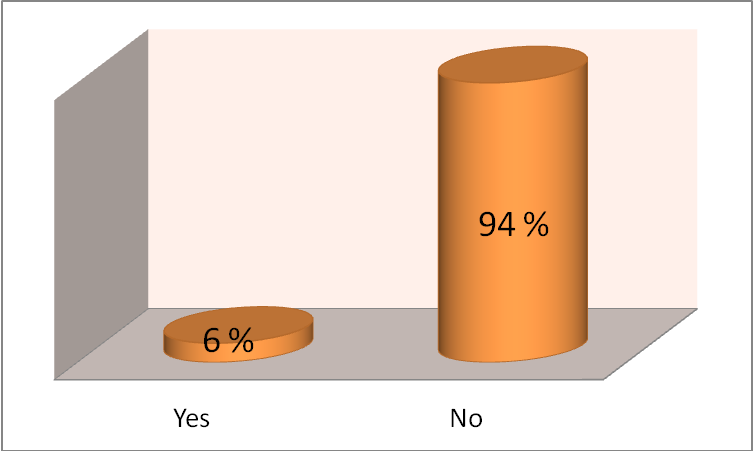 94 %
6 %
Yes No